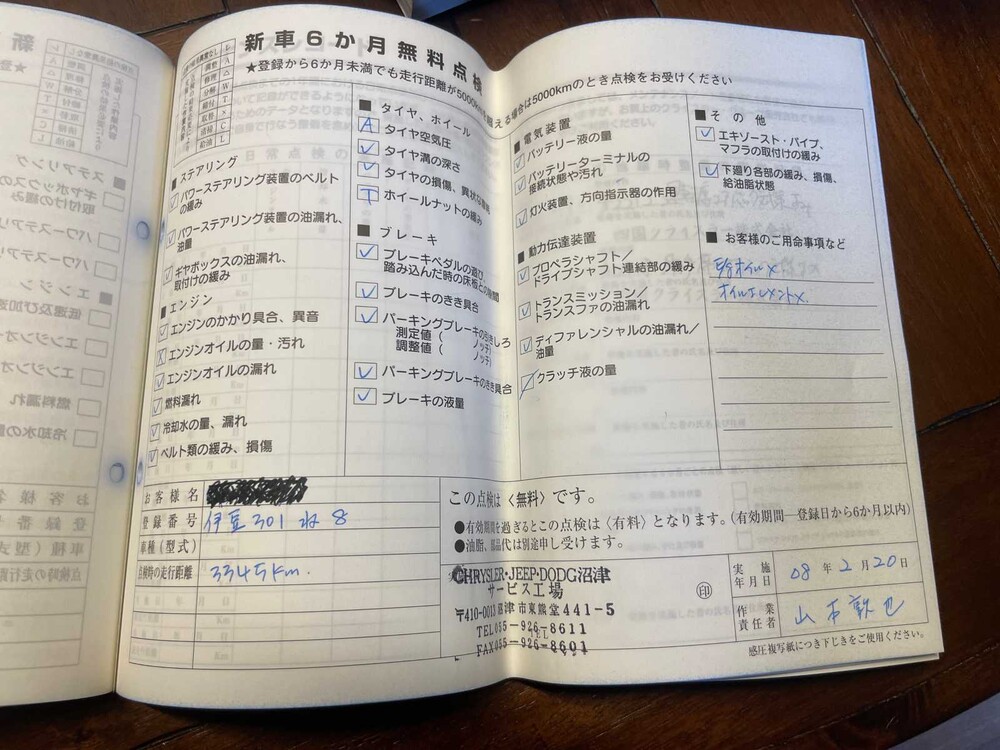 新車6か月無料点検
★登録から6か月未満でも走行距離が5000kmを超える場合は5000kmのとき点検をお受けください
■ ステアリング
パワーステアリング装置のベルトの緩み
パワーステアリング装置の油漏れ、油量
ギヤボックスの油漏れ、取付けの緩み
■ エンジン
エンジンのかかり具合、異音
エンジンオイルの量・汚れ
エンジンオイルの漏れ
燃料漏れ
冷却水の量、漏れ
ベルト類の緩み、損傷
■ タイヤ、ホイール
A タイヤ空気圧
タイヤ溝の深さ
タイヤの損傷、異状な摩耗
T ホイールナットの緩み
■ ブレーキ
ブレーキペダルの遊び
踏み込んだ時の床板との隙間
ブレーキのきき具合
パーキングブレーキの引きしろ
測定値( ノッチ)
調整値( ノッチ)
パーキングブレーキのきき具合
ブレーキの液量
■ 電気装置
バッテリー液の量
バッテリーターミナルの
接続状態や汚れ
灯火装置、方向指示器の作用
■ 動力伝達装置
プロペラシャフト/
ドライブシャフト連結部の緩み
トランスミッション/
トランスファの油漏れ
ディファレンシャルの油漏れ/
油量
クラッチ液の量
■ その他
エキゾースト・パイプ、
マフラの取付けの緩み
下廻り各部の緩み、損傷、
給油脂状態
■ お客様のご用命事項など
オイルエレメントX.
お客様名
登録番号 伊豆301 ね 8
車種(型式)
点検時の走行距離 3345km.
この点検は〈無料〉です。
●有効期間を過ぎるとこの点検は〈有料〉となります。(有効期間―登録日から6か月以内)
●油脂、部品代は別途申し受けます。
CHRYSLER・JEEP・DODG沼津
サービス工場
〒410-0013 沼津市東熊堂441-5
TEL055-926-8611
FAX055-926-8601
印
実施年月日 08年2月20日
作業責任者 山本敦也
感圧複写紙につき下じきをご使用ください。